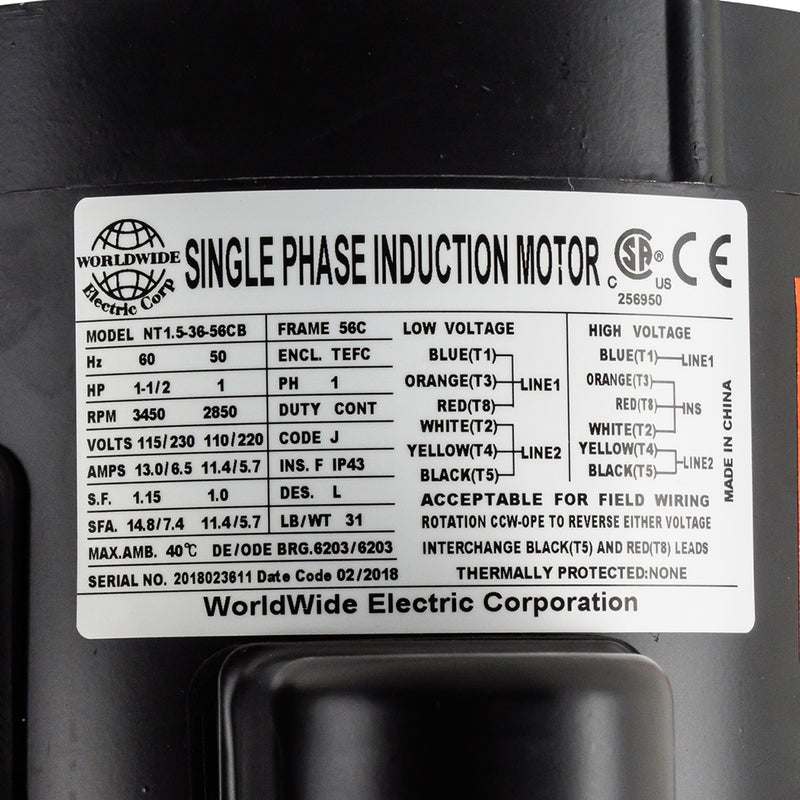 WORLDWIDE
Electric Corp
SINGLE PHASE INDUCTION MOTOR
C SA ® US
256950
CE
MODEL NT1.5-36-56CB
Hz 60 50
HP 1-1/2 1
RPM 3450 2850
VOLTS 115/230 110/220
AMPS 13.0/6.5 11.4/5.7
S.F. 1.15 1.0
SFA. 14.8/7.4 11.4/5.7
FRAME 56C
ENCL. TEFC
PH 1
DUTY CONT
CODE J
INS. F IP43
DES. L
LB/WT 31
MAX.AMB. 40℃ DE/ODE BRG.6203/6203
SERIAL NO. 2018023611 Date Code 02/2018
LOW VOLTAGE
BLUE(T1)
ORANGE(T3) LINE1
RED(T8)
WHITE(T2)
YELLOW(T4) LINE2
BLACK(T5)
HIGH VOLTAGE
BLUE(T1) LINE1
ORANGE(T3)
RED(T8) INS
WHITE(T2)
YELLOW(T4) LINE2
BLACK(T5)
MADE IN CHINA
ACCEPTABLE FOR FIELD WIRING
ROTATION CCW-OPE TO REVERSE EITHER VOLTAGE
INTERCHANGE BLACK(T5) AND RED(T8) LEADS
THERMALLY PROTECTED:NONE
WorldWide Electric Corporation